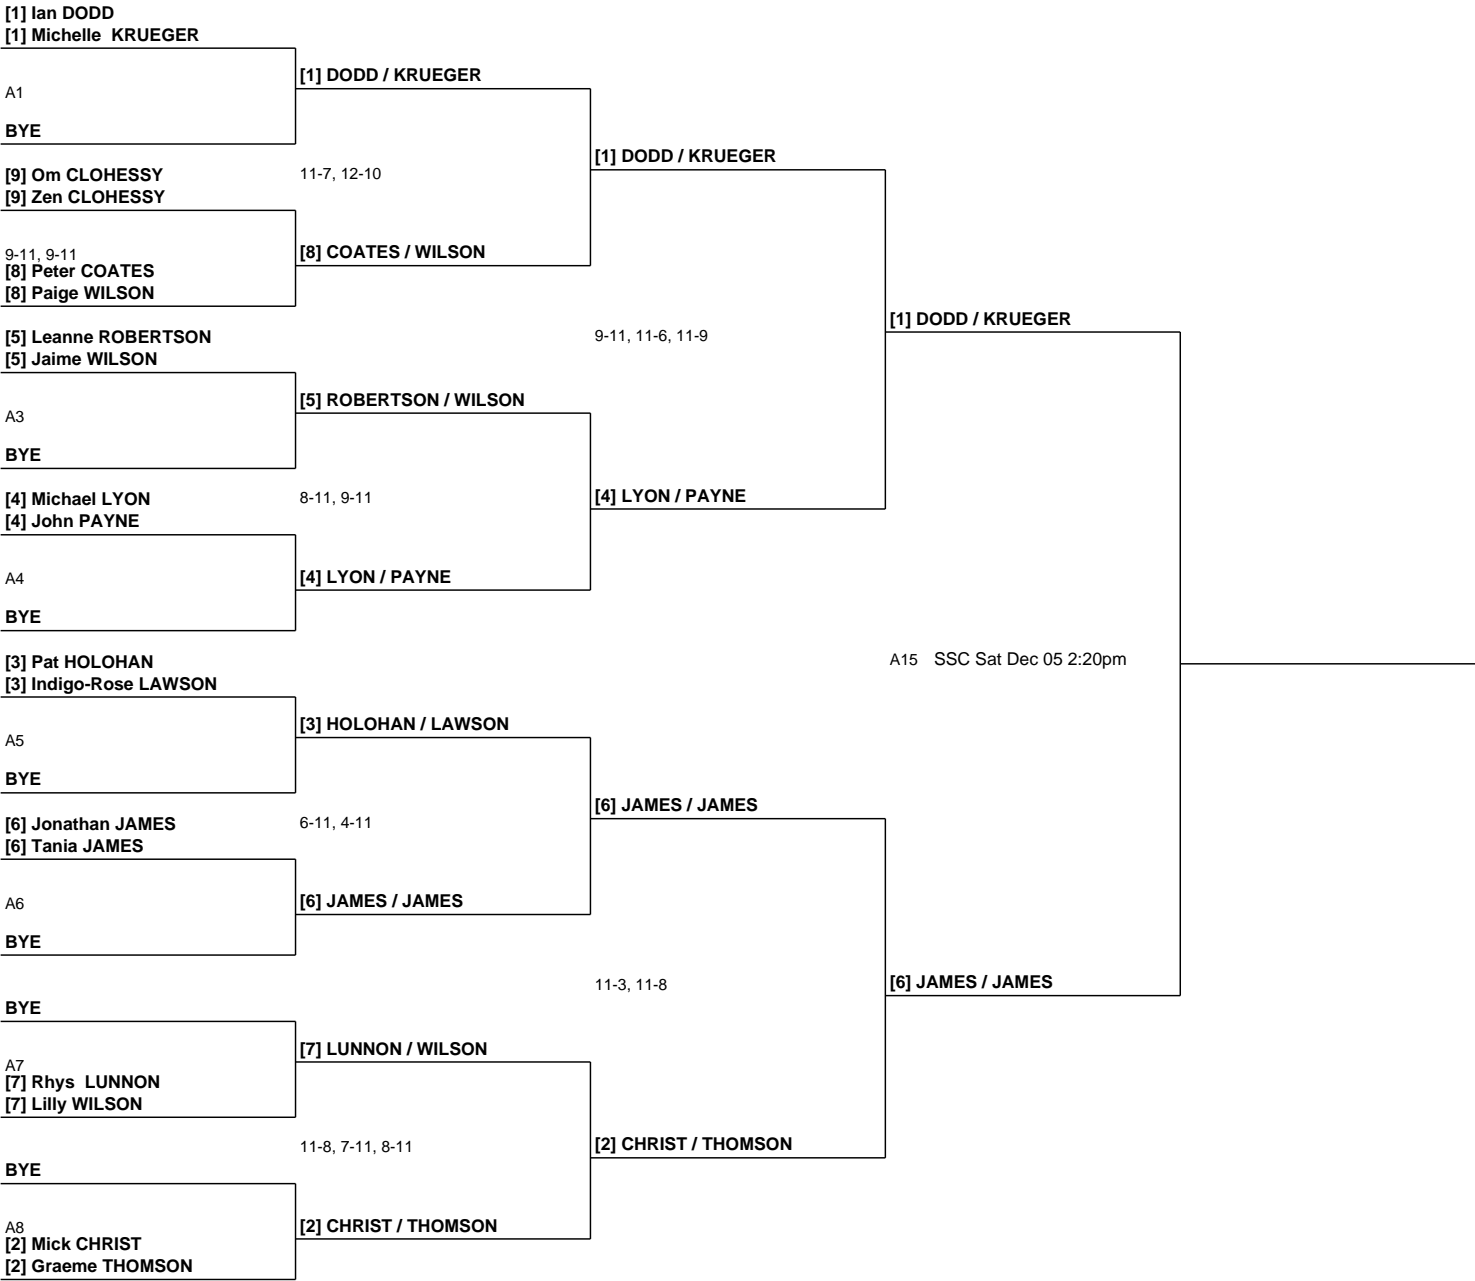 [1] Ian DODD
[1] Michelle  KRUEGER
A1
BYE
[9] Om CLOHESSY
[9] Zen CLOHESSY
9-11, 9-11
[8] Peter COATES
[8] Paige WILSON
[5] Leanne ROBERTSON
[5] Jaime WILSON
A3
BYE
[4] Michael LYON
[4] John PAYNE
A4
BYE
[3] Pat HOLOHAN
[3] Indigo-Rose LAWSON
A5
BYE
[6] Jonathan JAMES
[6] Tania JAMES
A6
BYE
BYE
A7
[7] Rhys  LUNNON
[7] Lilly WILSON
BYE
A8
[2] Mick CHRIST
[2] Graeme THOMSON
[1] DODD / KRUEGER
11-7, 12-10
[8] COATES / WILSON
[5] ROBERTSON / WILSON
8-11, 9-11
[4] LYON / PAYNE
[3] HOLOHAN / LAWSON
6-11, 4-11
[6] JAMES / JAMES
[7] LUNNON / WILSON
11-8, 7-11, 8-11
[2] CHRIST / THOMSON
[1] DODD / KRUEGER
9-11, 11-6, 11-9
[4] LYON / PAYNE
[6] JAMES / JAMES
11-3, 11-8
[2] CHRIST / THOMSON
[1] DODD / KRUEGER
A15 SSC Sat Dec 05 2:20pm
[6] JAMES / JAMES